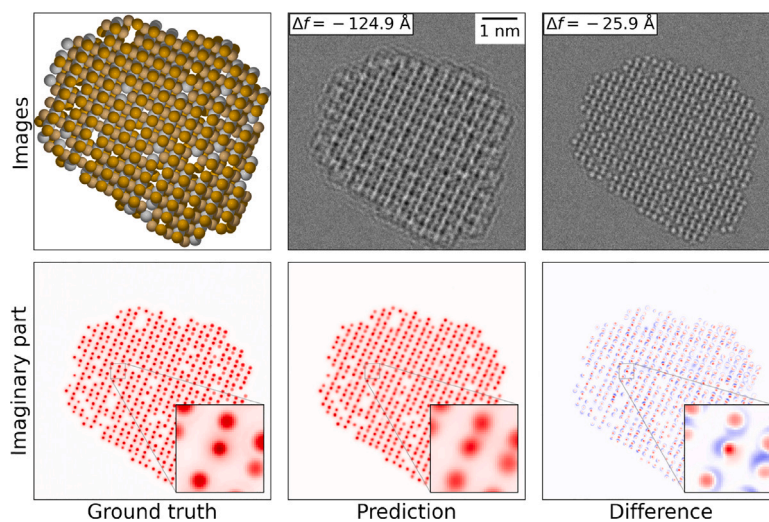 Images
Δf = −124.9 Å
1 nm
Δf = −25.9 Å
Imaginary part
Ground truth
Prediction
Difference